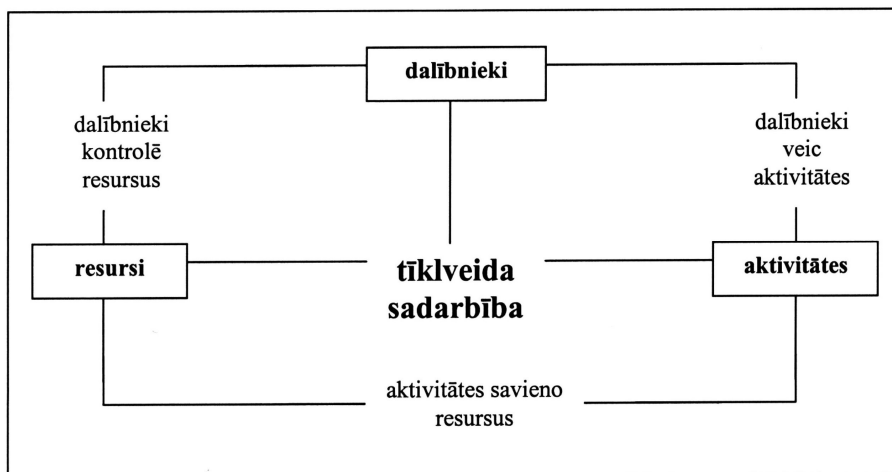 dalībnieki
dalībnieki
kontrolē
resursus
dalībnieki
veic
aktivitātes
resursi
tīklveida
sadarbība
aktivitātes
aktivitātes savieno
resursus